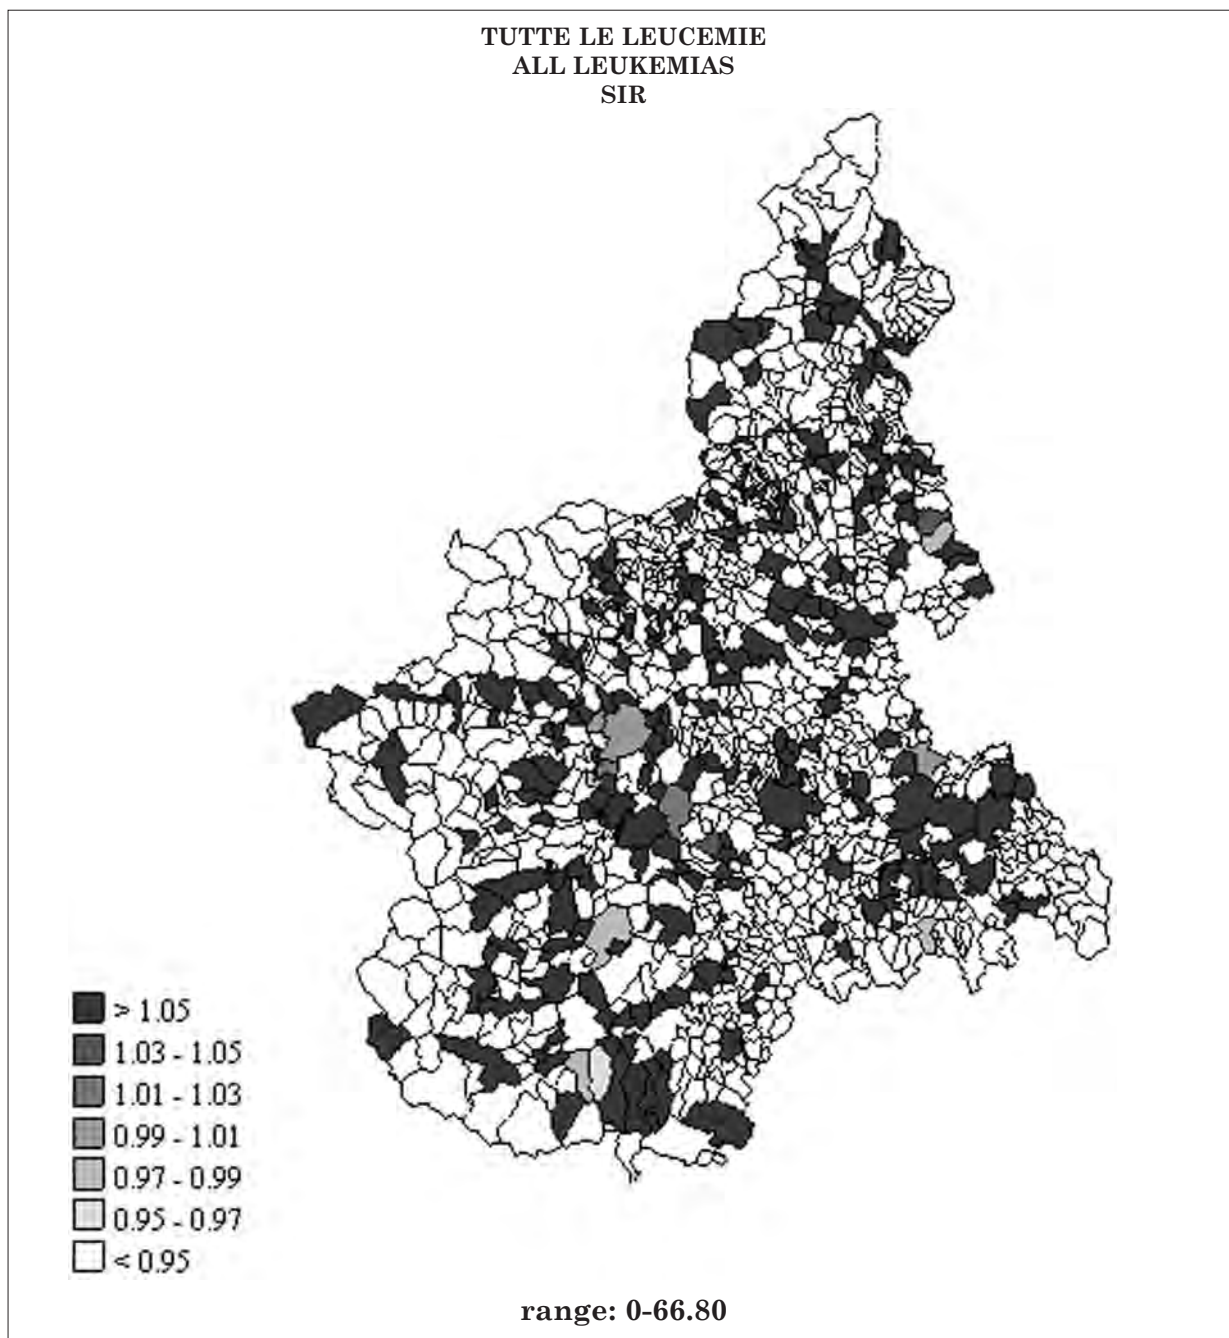 TUTTE LE LEUCEMIE
ALL LEUKEMIAS
SIR
> 1.05
1.03 - 1.05
1.01 - 1.03
0.99 - 1.01
0.97 - 0.99
0.95 - 0.97
< 0.95
range: 0-66.80